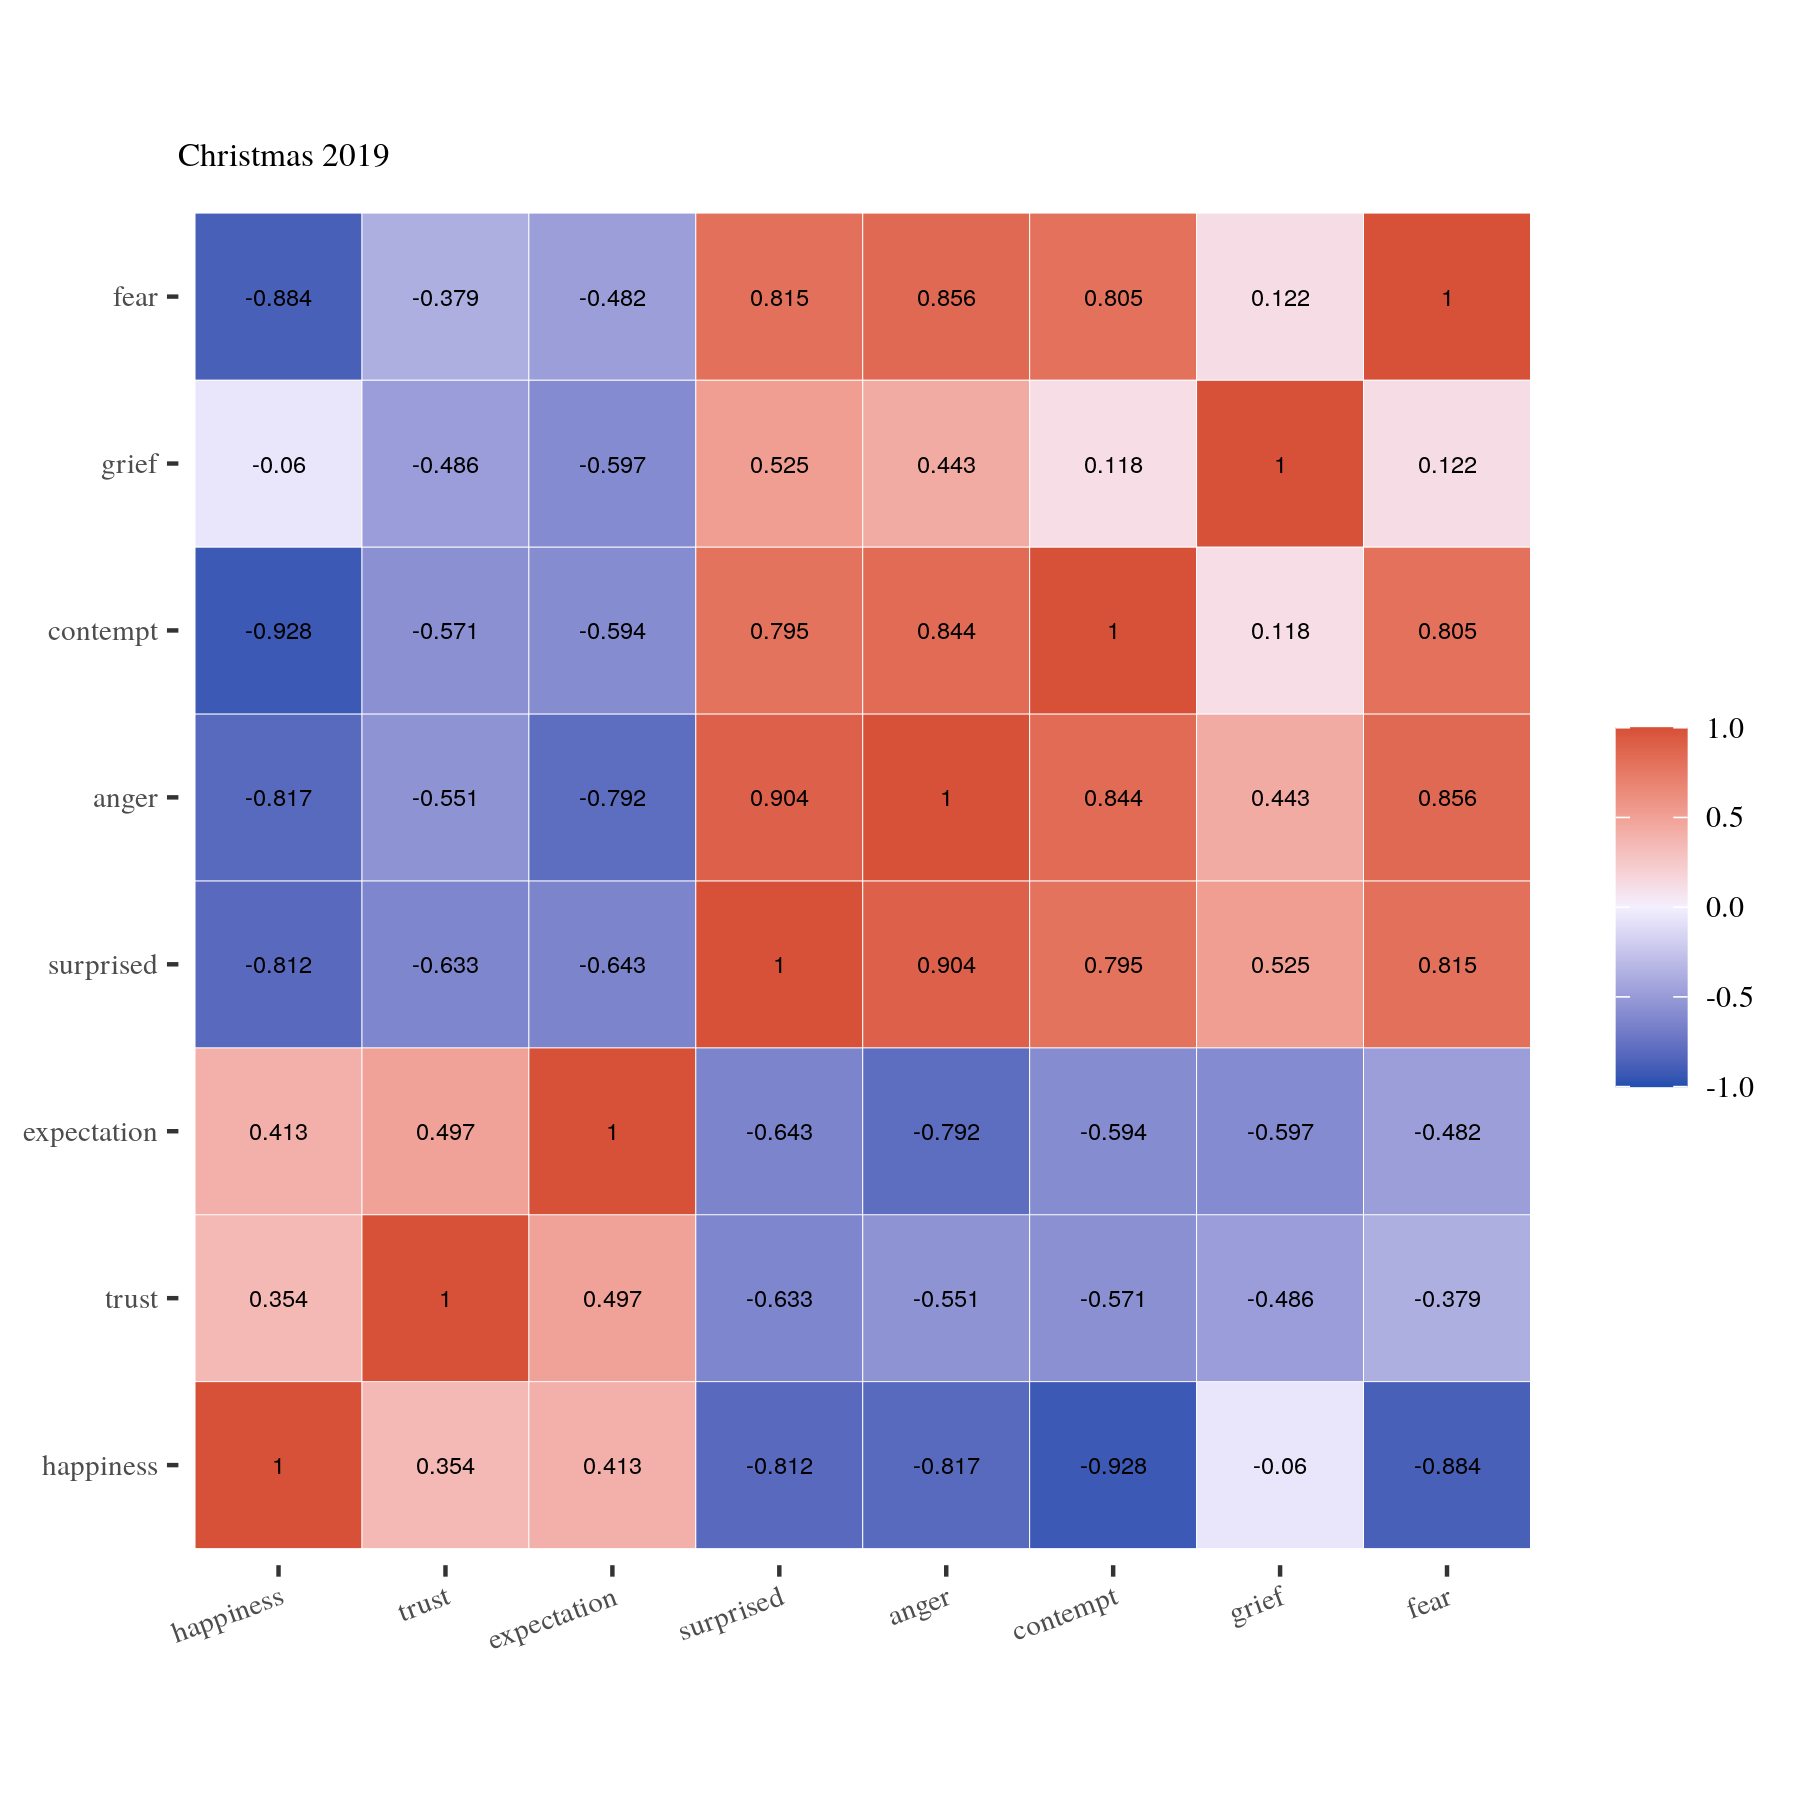 Christmas 2019
fear -0.884 -0.379 -0.482 0.815 0.856 0.805 0.122 1
grief -0.06 -0.486 -0.597 0.525 0.443 0.118 1 0.122
contempt -0.928 -0.571 -0.594 0.795 0.844 1 0.118 0.805
anger -0.817 -0.551 -0.792 0.904 1 0.844 0.443 0.856
surprised -0.812 -0.633 -0.643 1 0.904 0.795 0.525 0.815
expectation 0.413 0.497 1 -0.643 -0.792 -0.594 -0.597 -0.482
trust 0.354 1 0.497 -0.633 -0.551 -0.571 -0.486 -0.379
happiness 1 0.354 0.413 -0.812 -0.817 -0.928 -0.06 -0.884
happiness trust expectation surprised anger contempt grief fear
1.0
0.5
0.0
-0.5
-1.0